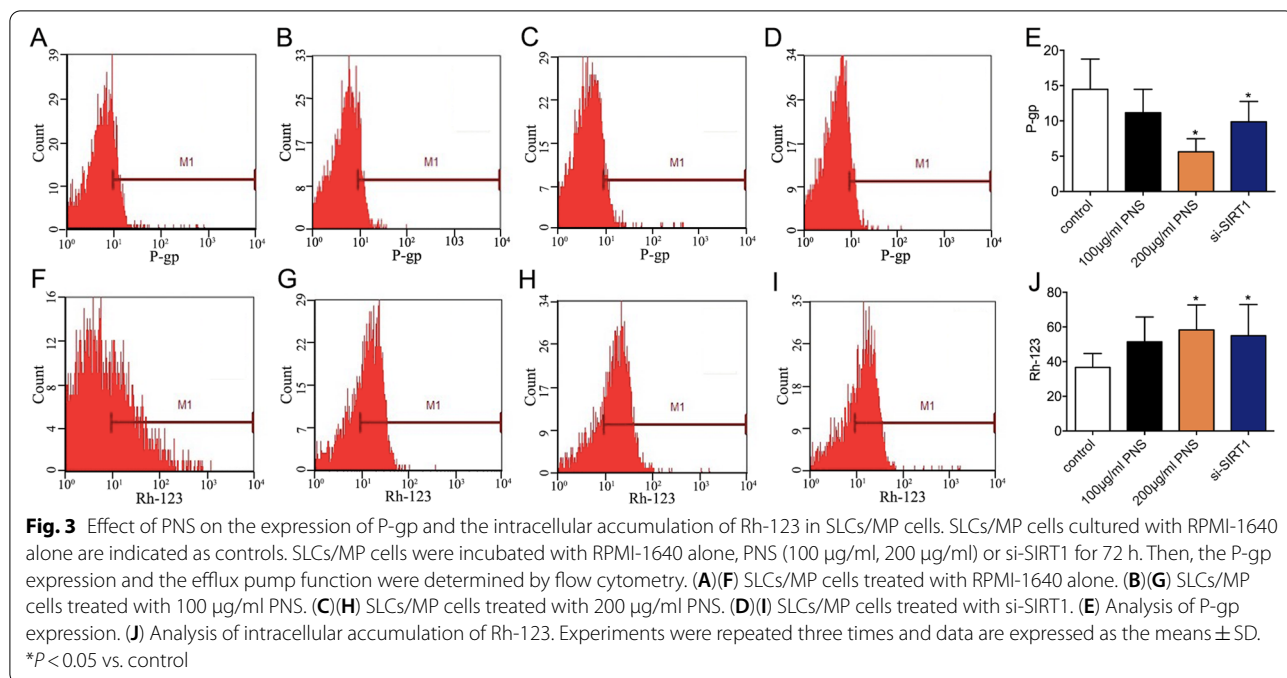 A
39
29
20
10
0
Count
M1
10⁰ 10¹ 10² 10³ 10⁴
P-gp
B
33
25
17
8
0
Count
M1
10⁰ 10¹ 10² 103 10⁴
P-gp
C
29
22
15
7
0
Count
M1
10⁰ 10¹ 10² 10³ 10⁴
P-gp
D
34
26
17
9
0
Count
M1
10⁰ 10¹ 10² 10³ 10⁴
P-gp
E
20
15
10
5
0
P-gp
* *
control
100μg/ml PNS
200μg/ml PNS
si-SIRT1
F
16
12
8
4
0
Count
M1
10⁰ 10¹ 10² 10³ 10⁴
Rh-123
G
29
22
15
7
0
Count
M1
10⁰ 10¹ 10² 10³ 10⁴
Rh-123
H
34
26
17
9
0
Count
M1
10⁰ 10¹ 10² 10³ 10⁴
Rh-123
I
35
26
18
9
0
Count
M1
10⁰ 10¹ 10² 10³ 10⁴
Rh-123
J
80
60
40
20
0
Rh-123
* *
control
100μg/ml PNS
200μg/ml PNS
si-SIRT1
Fig. 3 Effect of PNS on the expression of P-gp and the intracellular accumulation of Rh-123 in SLCs/MP cells. SLCs/MP cells cultured with RPMI-1640
alone are indicated as controls. SLCs/MP cells were incubated with RPMI-1640 alone, PNS (100 μg/ml, 200 μg/ml) or si-SIRT1 for 72 h. Then, the P-gp
expression and the efflux pump function were determined by flow cytometry. (A)(F) SLCs/MP cells treated with RPMI-1640 alone. (B)(G) SLCs/MP
cells treated with 100 μg/ml PNS. (C)(H) SLCs/MP cells treated with 200 μg/ml PNS. (D)(I) SLCs/MP cells treated with si-SIRT1. (E) Analysis of P-gp
expression. (J) Analysis of intracellular accumulation of Rh-123. Experiments were repeated three times and data are expressed as the means ± SD.
*P < 0.05 vs. control